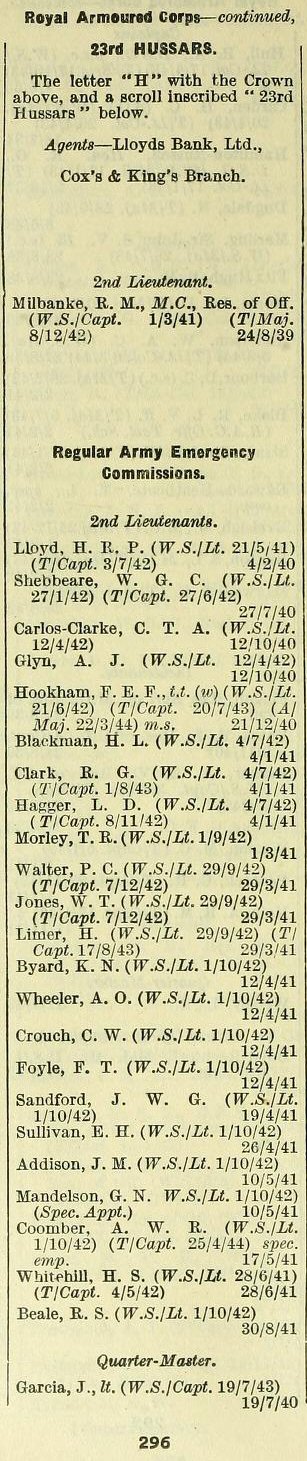 Royal Armoured Corps—continued,
23rd HUSSARS.
The letter "H" with the Crown
above, and a scroll inscribed " 23rd
Hussars " below.
Agents—Lloyds Bank, Ltd.,
Cox's & King's Branch.
2nd Lieutenant.
Milbanke, R. M., M.C., Res. of Off.
(W.S./Capt. 1/3/41) (T/Maj.
8/12/42) 24/8/39
Regular Army Emergency
Commissions.
2nd Lieutenants.
Lloyd, H. R. P. (W.S./Lt. 21/5/41)
(T/Capt. 3/7/42) 4/2/40
Shebbeare, W. G. C. (W.S./Lt.
27/1/42) (T/Capt. 27/6/42)
27/7/40
Carlos-Clarke, C. T. A. (W.S./Lt.
12/4/42) 12/10/40
Glyn, A. J. (W.S./Lt. 12/4/42)
12/10/40
Hookham, F. E. F., t.t. (w) (W.S./Lt.
21/6/42) (T/Capt. 20/7/43) (A/
Maj. 22/3/44) m.s. 21/12/40
Blackman, H. L. (W.S./Lt. 4/7/42)
4/1/41
Clark, R. G. (W.S./Lt. 4/7/42)
(T/Capt. 1/8/43) 4/1/41
Hagger, L. D. (W.S./Lt. 4/7/42)
(T/Capt. 8/11/42) 4/1/41
Morley, T. R. (W.S./Lt. 1/9/42)
1/3/41
Walter, P. C. (W.S./Lt. 29/9/42)
(T/Capt. 7/12/42) 29/3/41
Jones, W. T. (W.S./Lt. 29/9/42)
(T/Capt. 7/12/42) 29/3/41
Limer, H. (W.S./Lt. 29/9/42) (T/
Capt. 17/8/43) 29/3/41
Byard, K. N. (W.S./Lt. 1/10/42)
12/4/41
Wheeler, A. O. (W.S./Lt. 1/10/42)
12/4/41
Crouch, C. W. (W.S./Lt. 1/10/42)
12/4/41
Foyle, F. T. (W.S./Lt. 1/10/42)
12/4/41
Sandford, J. W. G. (W.S./Lt.
1/10/42) 19/4/41
Sullivan, E. H. (W.S./Lt. 1/10/42)
26/4/41
Addison, J. M. (W.S./Lt. 1/10/42)
10/5/41
Mandelson, G. N. W.S./Lt. 1/10/42)
(Spec. Appt.) 10/5/41
Coomber, A. W. R. (W.S./Lt.
1/10/42) (T/Capt. 25/4/44) spec.
emp. 17/5/41
Whitehill, H. S. (W.S./Lt. 28/6/41)
(T/Capt. 4/5/42) 28/6/41
Beale, R. S. (W.S./Lt. 1/10/42)
30/8/41
Quarter-Master.
Garcia, J., lt. (W.S./Capt. 19/7/43)
19/7/40
296